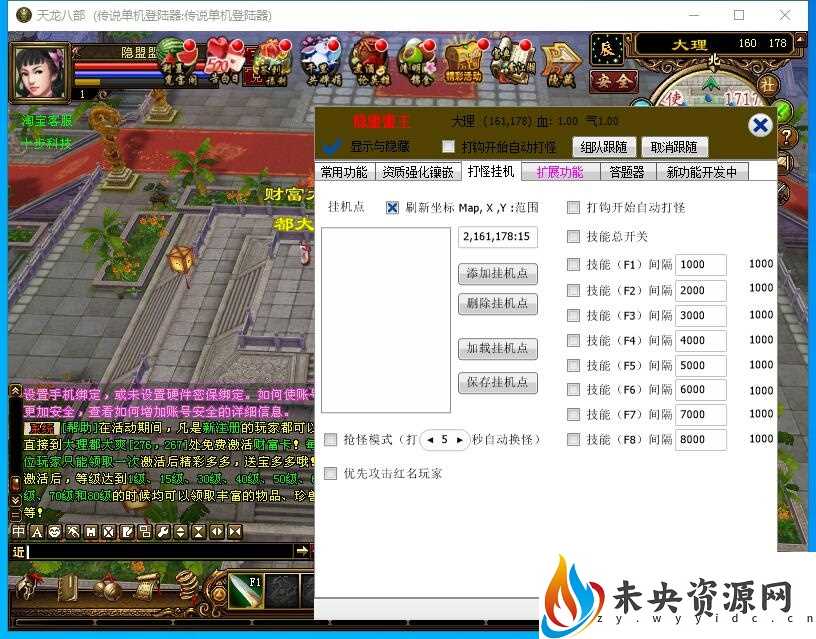 天龙八部 (传说单机登陆器:传说单机登陆器)
隐盟盟
1
大理 160 178
北
辰
安全
社
淘宝客服
十步科技
财富
都大
大理 (161,178) 血: 1.00 气1.00
显示与隐藏 打钩开始自动打怪 组队跟随 取消跟随
常用功能 资质强化镶嵌 打怪挂机 扩展功能 答题器 新功能开发中
挂机点 刷新坐标 Map, X ,Y :范围 打钩开始自动打怪
2,161,178:15 技能总开关
添加挂机点
删除挂机点
加载挂机点
保存挂机点
技能（F1）间隔 1000 1000
技能（F2）间隔 2000 1000
技能（F3）间隔 3000 1000
技能（F4）间隔 4000 1000
技能（F5）间隔 5000 1000
技能（F6）间隔 6000 1000
技能（F7）间隔 7000 1000
技能（F8）间隔 8000 1000
抢怪模式（打 5 秒自动换怪）
优先攻击红名玩家
设置手机绑定，或未设置硬件密保绑定。如何使账号
更加安全，查看如何增加账号安全的详细信息。
[帮助]在活动期间，凡是新注册的玩家都可以
直接到大理都大爽[276，267]处免费激活财富卡！每
位玩家只能领取一次激活后精彩多多，送宝多多哦！
激活后，等级达到1级、15级、30级、40级、50级、6
级、70级和80级的时候均可以领取丰富的物品、珍兽
等!
近
F1
未央资源网
zy.wyyidc.cn